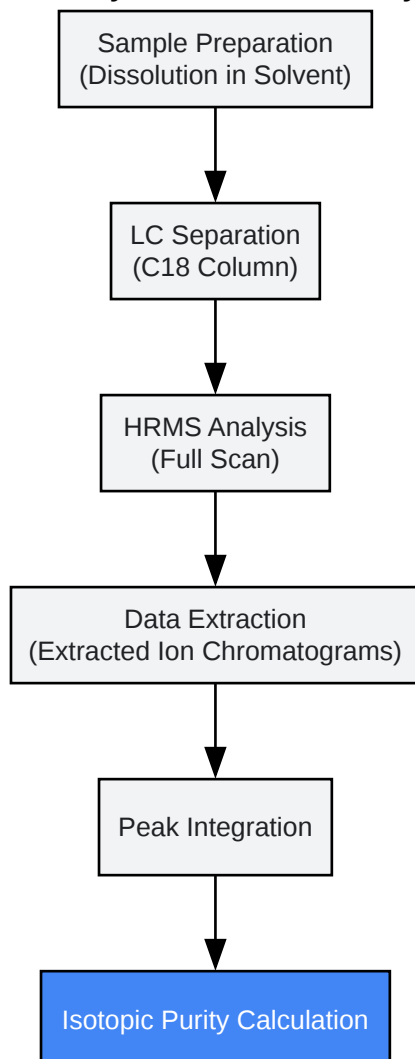 Sample Preparation
(Dissolution in Solvent)
LC Separation
(C18 Column)
HRMS Analysis
(Full Scan)
Data Extraction
(Extracted Ion Chromatograms)
Peak Integration
Isotopic Purity Calculation